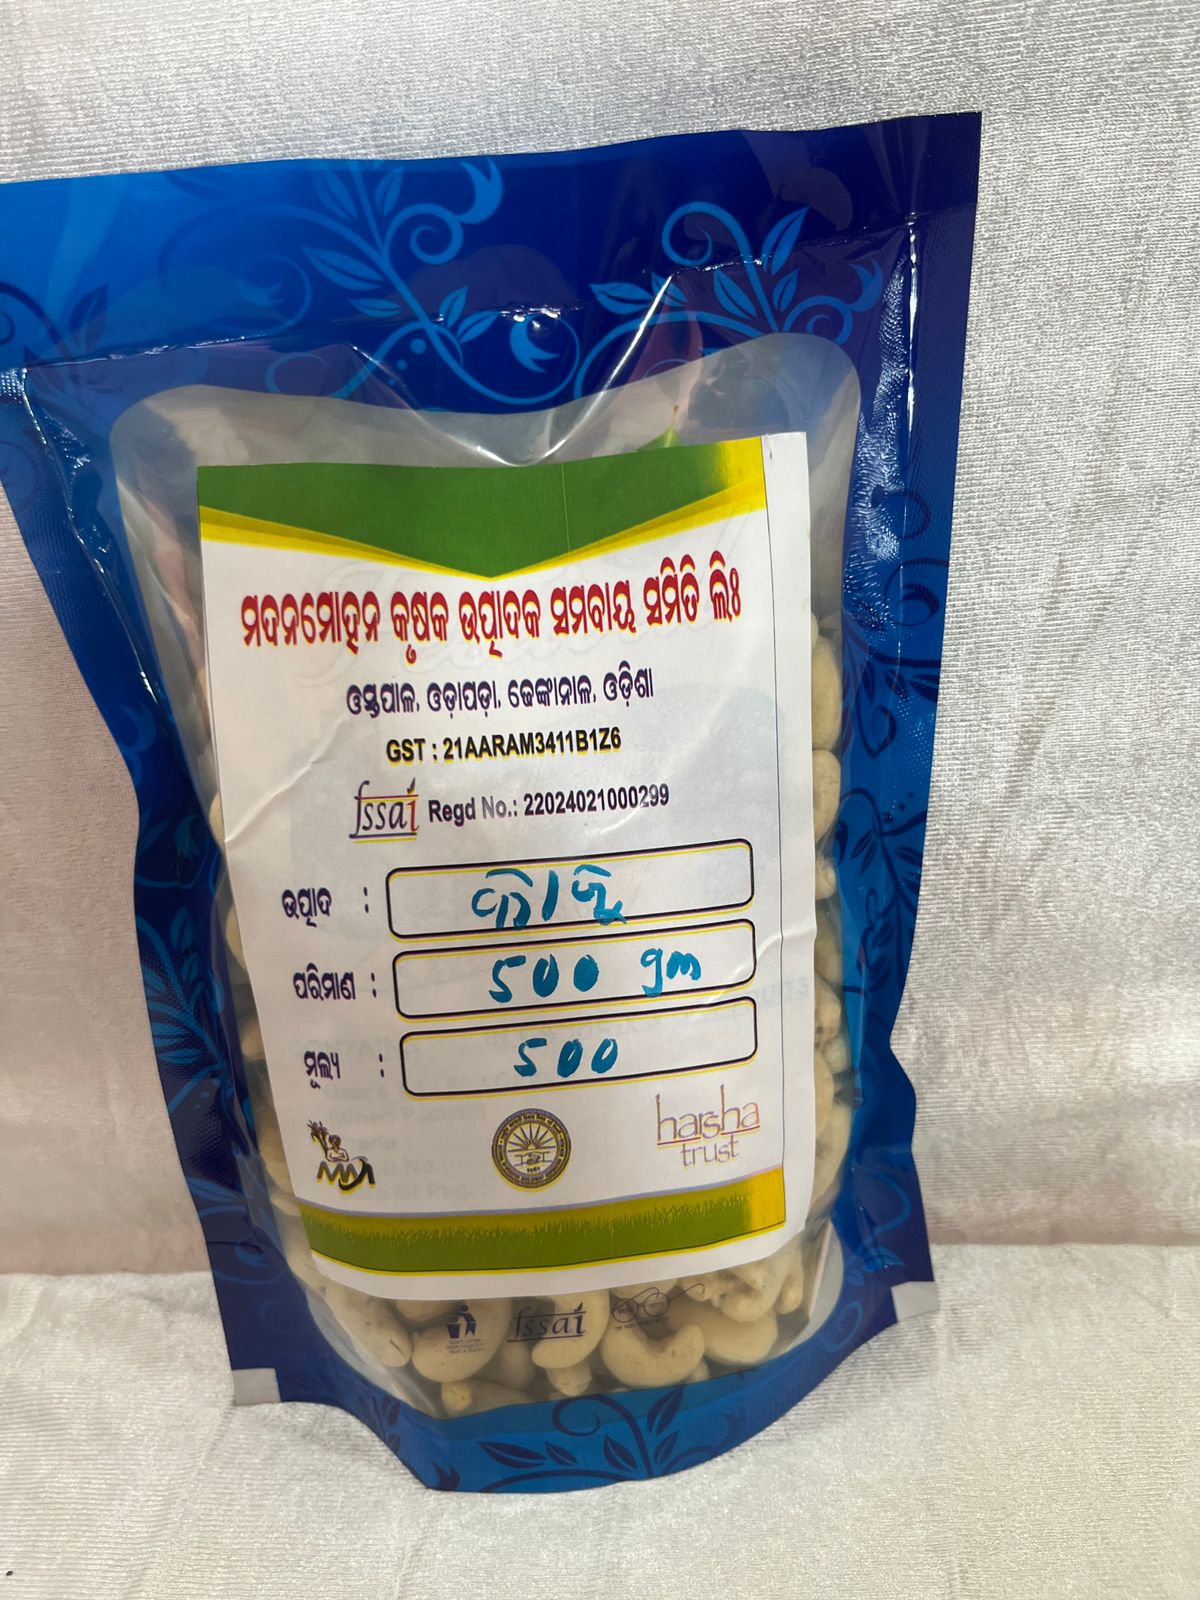 ମଦନମୋହନ କୃଷକ ଉତ୍ପାଦକ ସମବାୟ ସମିତି ଲିଃ
ଓସ୍ତପାଳ, ଓଡ଼ାପଡ଼ା, ଢେଙ୍କାନାଳ, ଓଡ଼ିଶା
GST : 21AARAM3411B1Z6
fssai Regd No.: 22024021000299
ଉତ୍ପାଦ : କାଜୁ
ପରିମାଣ : 500 gm
ମୂଲ୍ୟ : 500
harsha
trust
fssai